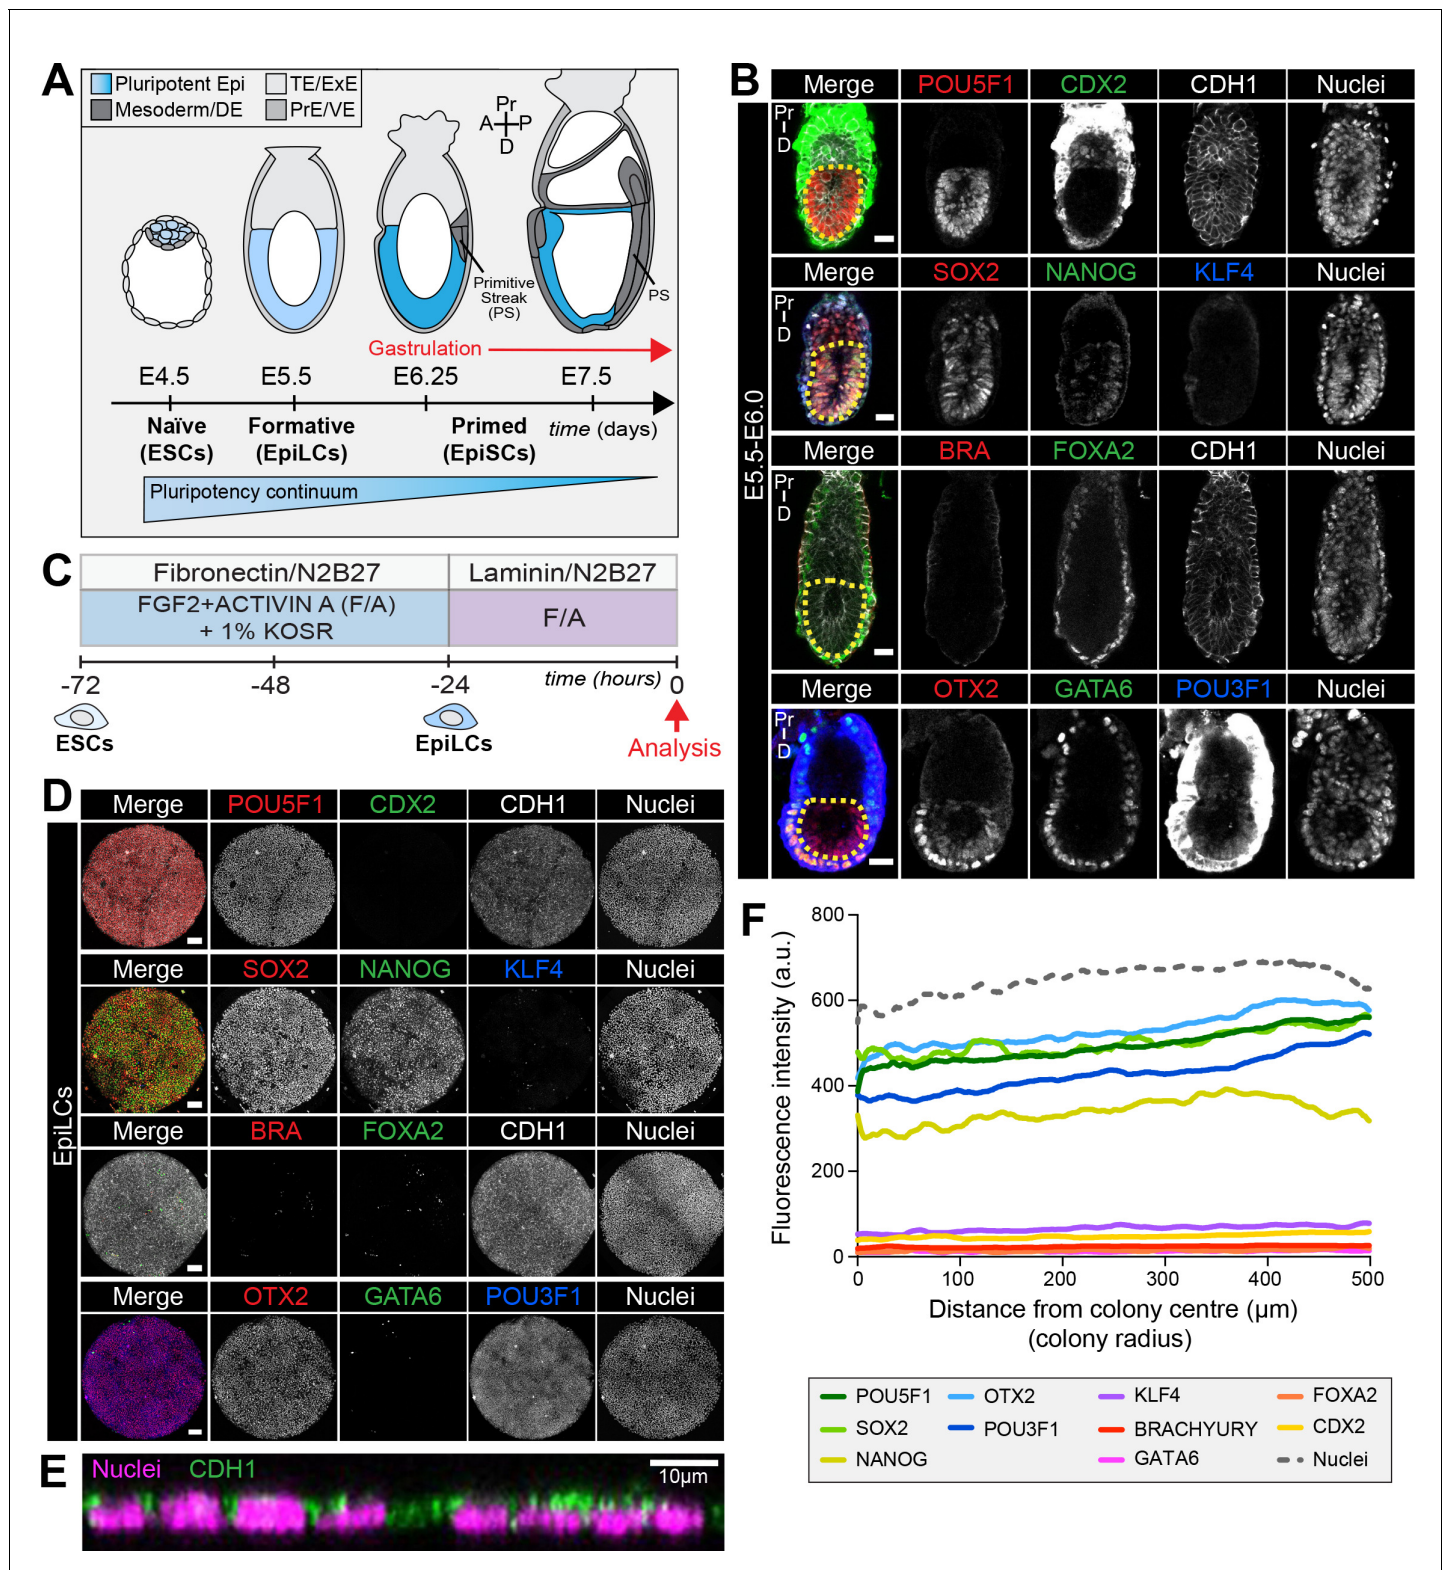 A
Pluripotent Epi
TE/ExE
Mesoderm/DE
PrE/VE
Pr
A P
D
Primitive
Streak
(PS)
PS
Gastrulation
E4.5 E5.5 E6.25 E7.5
Naïve
(ESCs)
Formative
(EpiLCs)
Primed
(EpiSCs)
time (days)
Pluripotency continuum
B
E5.5-E6.0
Merge POU5F1 CDX2 CDH1 Nuclei
Pr
D
Merge SOX2 NANOG KLF4 Nuclei
Pr
D
Merge BRA FOXA2 CDH1 Nuclei
Pr
D
Merge OTX2 GATA6 POU3F1 Nuclei
Pr
D
C
Fibronectin/N2B27 Laminin/N2B27
FGF2+ACTIVIN A (F/A)
+ 1% KOSR
F/A
-72 -48 -24 time (hours) 0
ESCs EpiLCs Analysis
D
EpiLCs
Merge POU5F1 CDX2 CDH1 Nuclei
Merge SOX2 NANOG KLF4 Nuclei
Merge BRA FOXA2 CDH1 Nuclei
Merge OTX2 GATA6 POU3F1 Nuclei
E
Nuclei CDH1
10µm
F
Fluorescence intensity (a.u.)
800
600
400
200
0
0 100 200 300 400 500
Distance from colony centre (µm)
(colony radius)
POU5F1 OTX2 KLF4 FOXA2
SOX2 POU3F1 BRACHYURY CDX2
NANOG GATA6 Nuclei